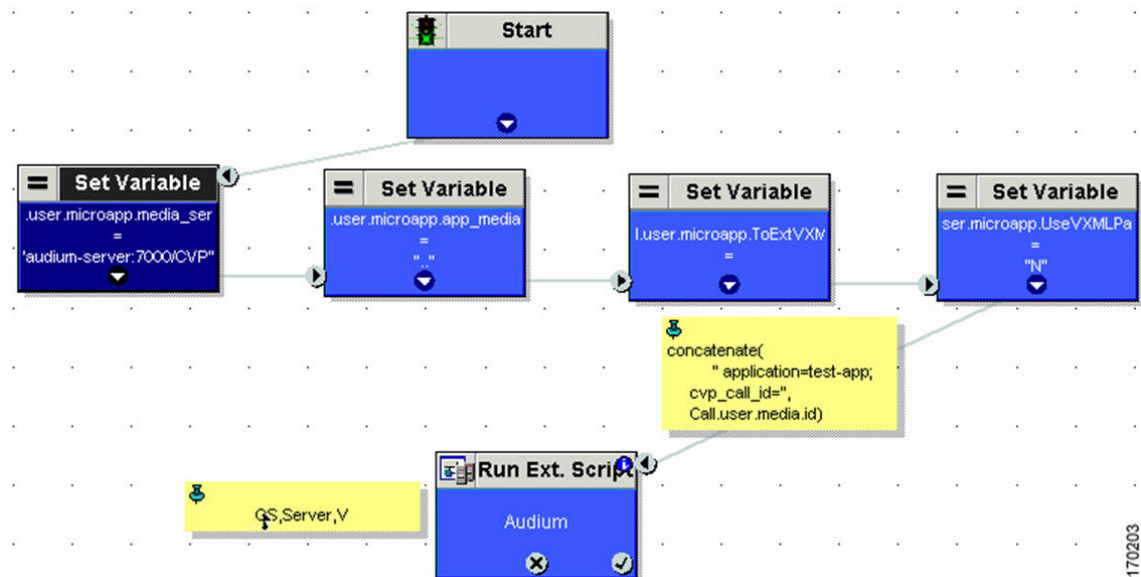 Start
Set Variable
.user.microapp.media_ser
=
'audium-server:7000/CVP"
Set Variable
.user.microapp.app_media
=
".."
Set Variable
l.user.microapp.ToExtVXM
=
Set Variable
ser.microapp.UseVXMLPa
=
"N"
concatenate(
" application=test-app;
cvp_call_id=",
Call.user.media.id)
Run Ext. Script
Audium
GS,Server,V
170203